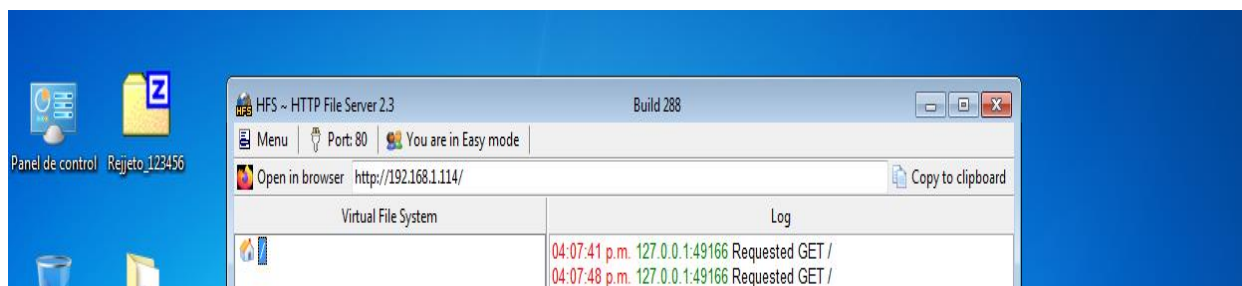 HFS ~ HTTP File Server 2.3 Build 288
Menu Port: 80 You are in Easy mode
Open in browser http://192.168.1.114/ Copy to clipboard
Virtual File System Log
/ 04:07:41 p.m. 127.0.0.1:49166 Requested GET /
04:07:48 p.m. 127.0.0.1:49166 Requested GET /
Z
Panel de control Rejjeto_123456
HFS